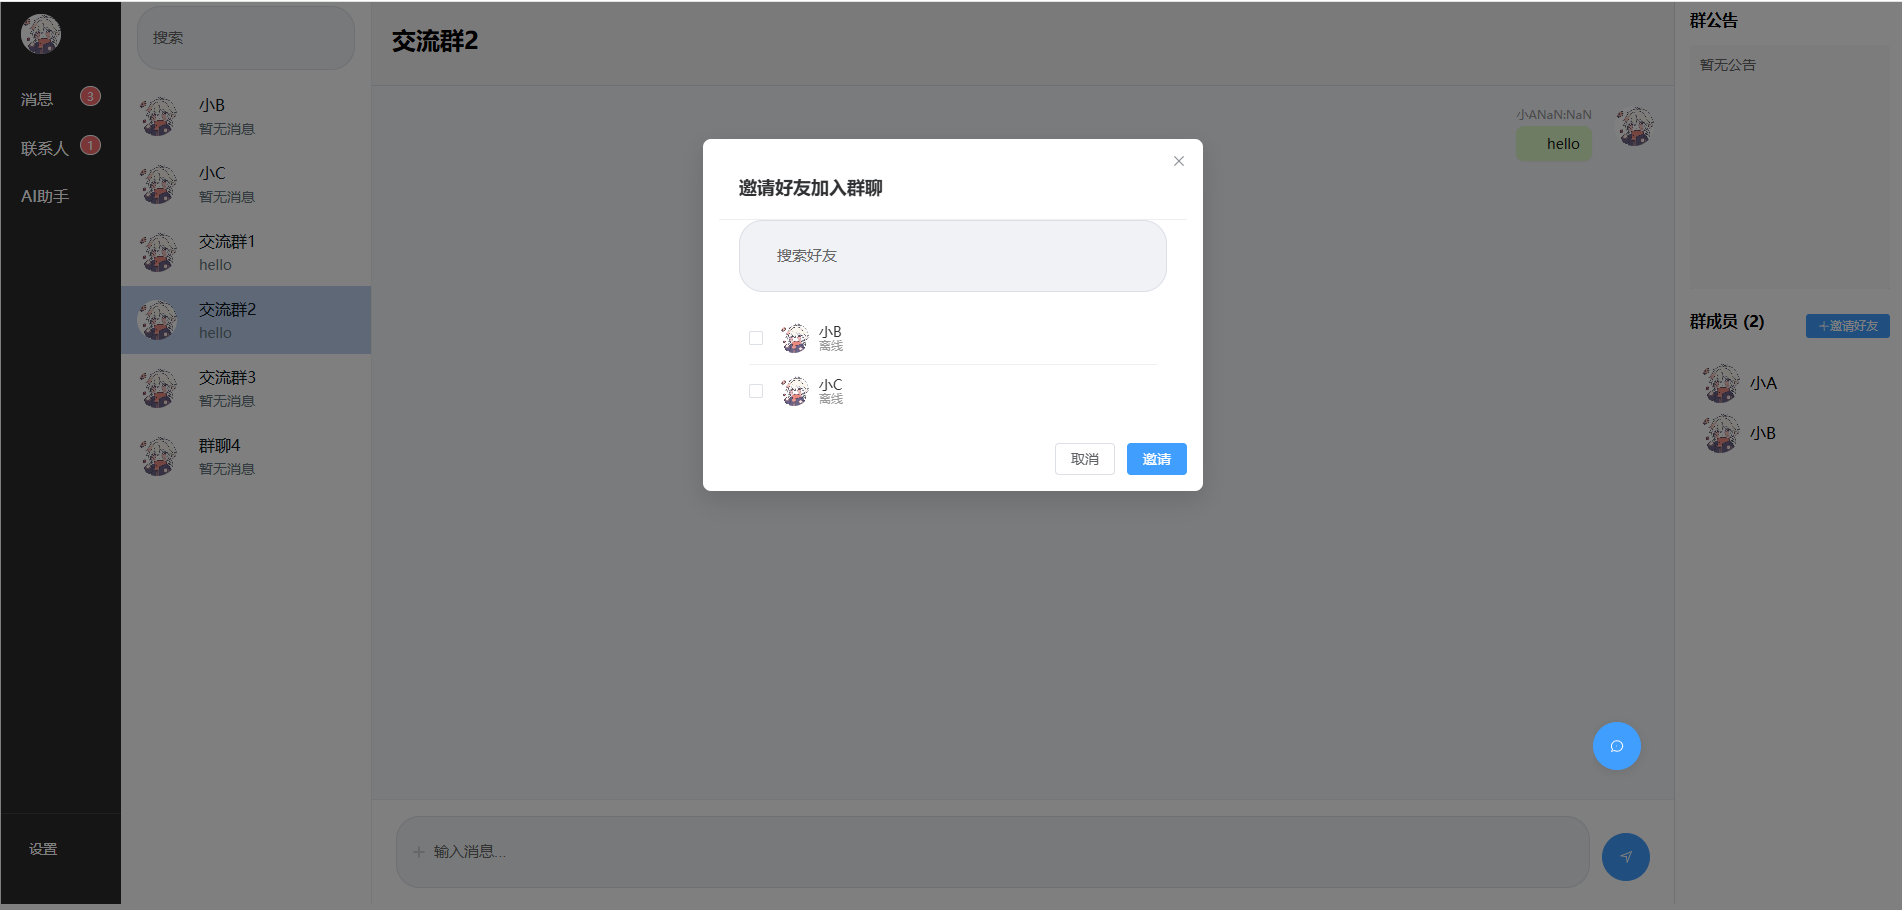 消息 3
联系人 1
AI助手
设置
搜索
小B
暂无消息
小C
暂无消息
交流群1
hello
交流群2
hello
交流群3
暂无消息
群聊4
暂无消息
交流群2
小ANaN:NaN
hello
邀请好友加入群聊
搜索好友
小B
离线
小C
离线
取消 邀请
输入消息...
群公告
暂无公告
群成员 (2) 邀请好友
小A
小B